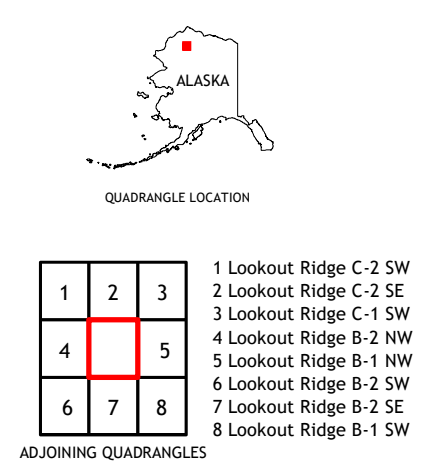 ALASKA
QUADRANGLE LOCATION
1 2 3
4 5
6 7 8
1 Lookout Ridge C-2 SW
2 Lookout Ridge C-2 SE
3 Lookout Ridge C-1 SW
4 Lookout Ridge B-2 NW
5 Lookout Ridge B-1 NW
6 Lookout Ridge B-2 SW
7 Lookout Ridge B-2 SE
8 Lookout Ridge B-1 SW
ADJOINING QUADRANGLES